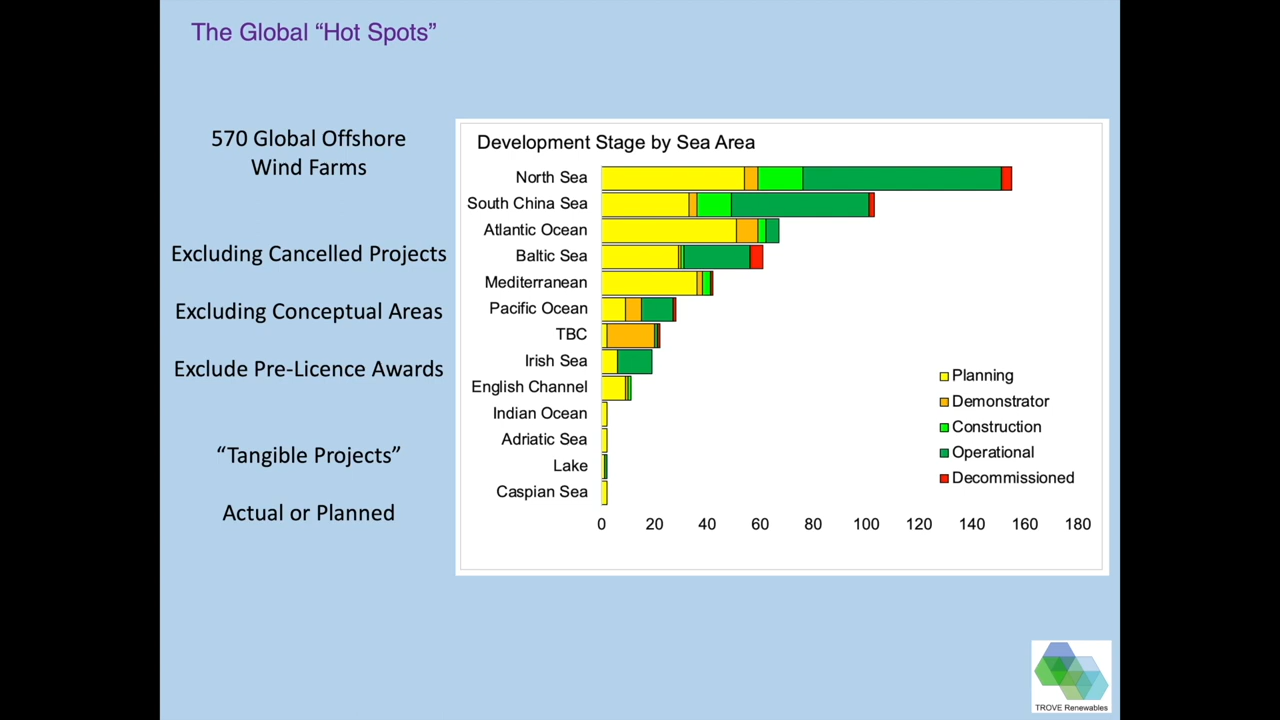 The Global “Hot Spots”
570 Global Offshore
Wind Farms
Excluding Cancelled Projects
Excluding Conceptual Areas
Exclude Pre-Licence Awards
“Tangible Projects”
Actual or Planned
Development Stage by Sea Area
North Sea
South China Sea
Atlantic Ocean
Baltic Sea
Mediterranean
Pacific Ocean
TBC
Irish Sea
English Channel
Indian Ocean
Adriatic Sea
Lake
Caspian Sea
0 20 40 60 80 100 120 140 160 180
Planning
Demonstrator
Construction
Operational
Decommissioned
TROVE Renewables